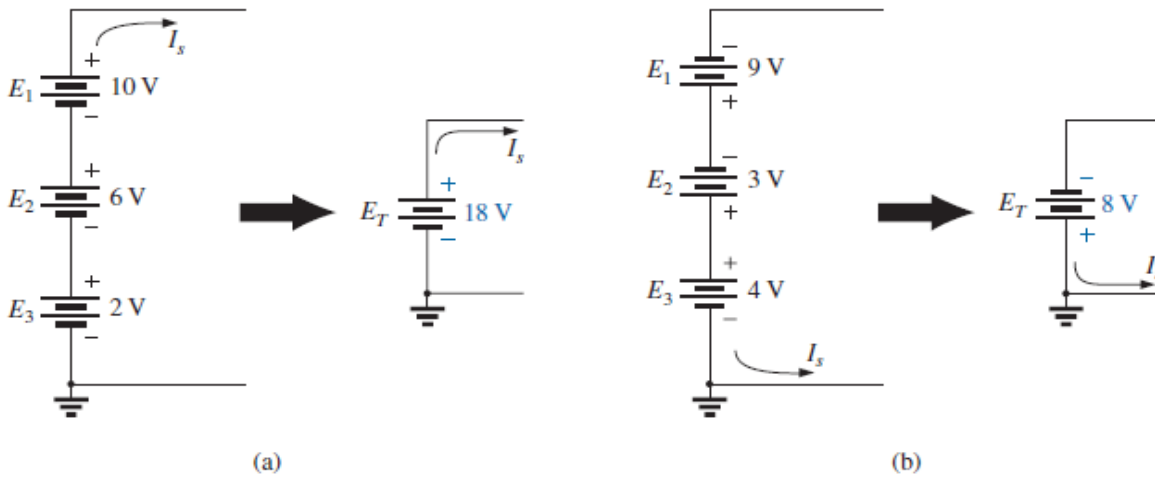 +
I_s
E_1
10 V
−
+
E_2
6 V
−
+
E_3
2 V
−
I_s
+
E_T
18 V
−
(a)
−
E_1
9 V
+
−
E_2
3 V
+
+
E_3
4 V
−
I_s
−
E_T
8 V
+
I
(b)